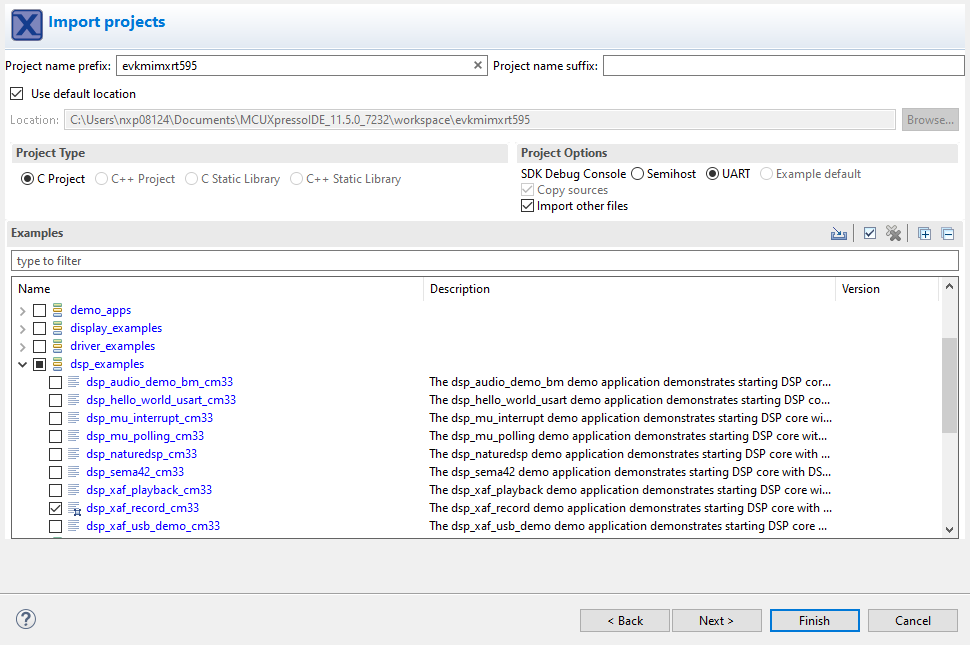 Import projects
Project name prefix: evkmimxrt595 Project name suffix:
Use default location
Location: C:\Users\nxp08124\Documents\MCUXpressoIDE_11.5.0_7232\workspace\evkmimxrt595 Browse...
Project Type Project Options
C Project C++ Project C Static Library C++ Static Library SDK Debug Console Semihost UART Example default
Copy sources
Import other files
Examples
type to filter
Name Description Version
demo_apps
display_examples
driver_examples
dsp_examples
dsp_audio_demo_bm_cm33 The dsp_audio_demo_bm demo application demonstrates starting DSP cor...
dsp_hello_world_usart_cm33 The dsp_hello_world_usart demo application demonstrates starting DSP co...
dsp_mu_interrupt_cm33 The dsp_mu_interrupt demo application demonstrates starting DSP core wi...
dsp_mu_polling_cm33 The dsp_mu_polling demo application demonstrates starting DSP core wit...
dsp_naturedsp_cm33 The dsp_naturedsp demo application demonstrates starting DSP core with ...
dsp_sema42_cm33 The dsp_sema42 demo application demonstrates starting DSP core with DS...
dsp_xaf_playback_cm33 The dsp_xaf_playback demo application demonstrates starting DSP core wi...
dsp_xaf_record_cm33 The dsp_xaf_record demo application demonstrates starting DSP core with ...
dsp_xaf_usb_demo_cm33 The dsp_xaf_usb_demo demo application demonstrates starting DSP core ...
? < Back Next > Finish Cancel